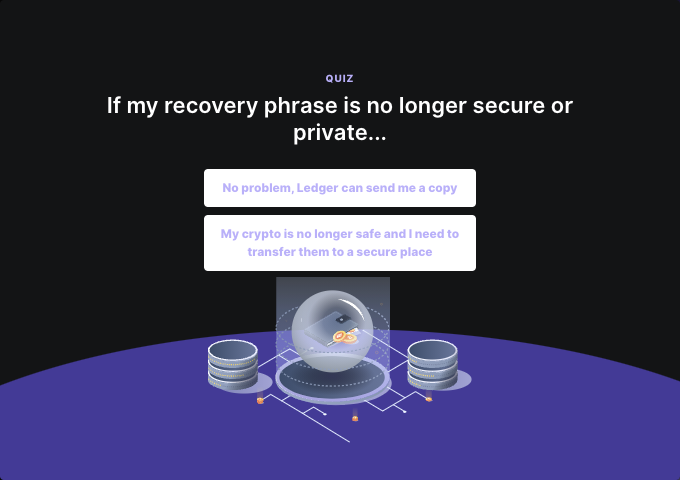 QUIZ
If my recovery phrase is no longer secure or
private...
No problem, Ledger can send me a copy
My crypto is no longer safe and I need to
transfer them to a secure place